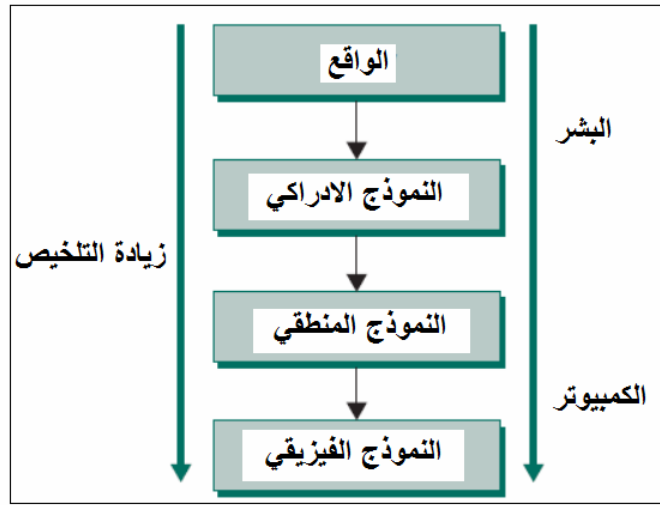 الواقع
البشر
النموذج الادراكي
زيادة التلخيص
النموذج المنطقي
الكمبيوتر
النموذج الفيزيقي